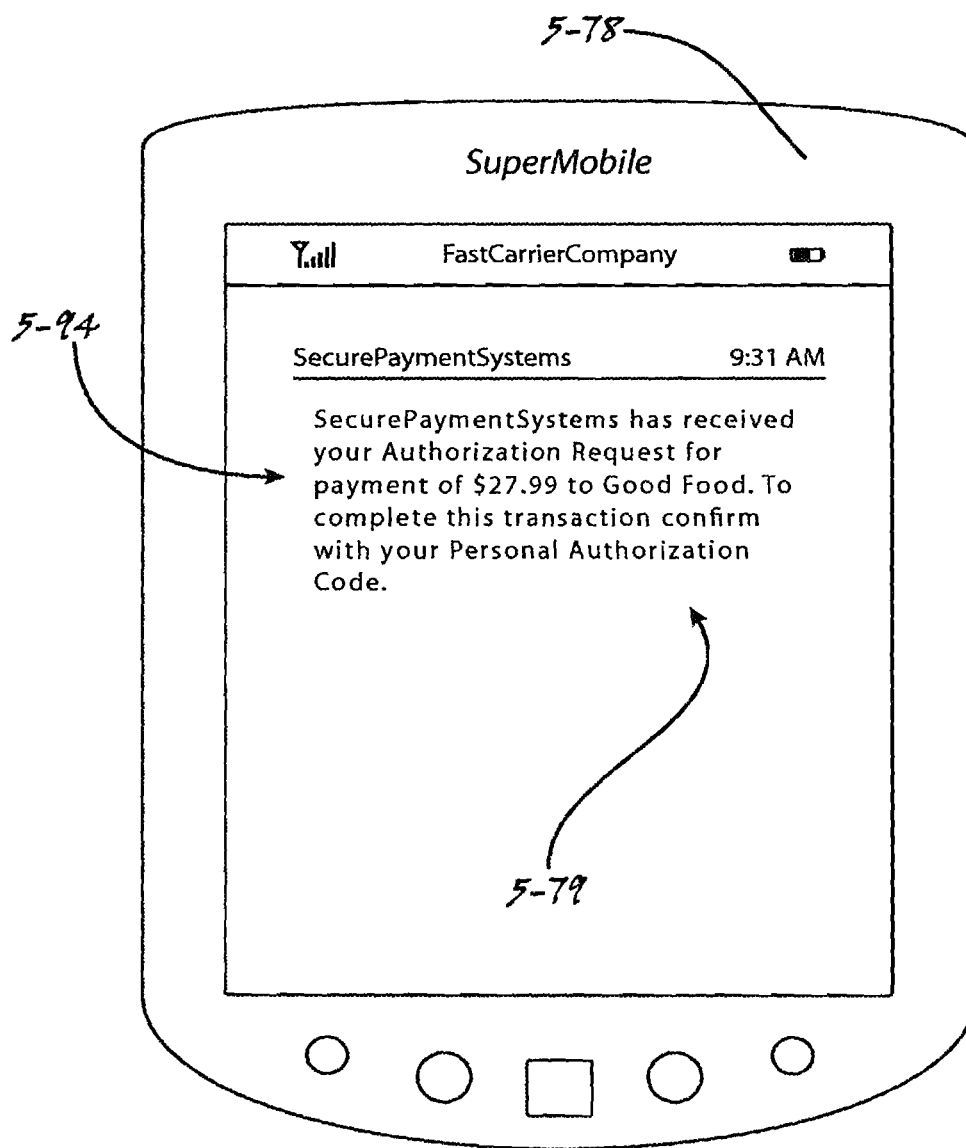 5-78
SuperMobile
FastCarrierCompany
5-94
SecurePaymentSystems 9:31 AM
SecurePaymentSystems has received
your Authorization Request for
payment of $27.99 to Good Food. To
complete this transaction confirm
with your Personal Authorization
Code.
5-79